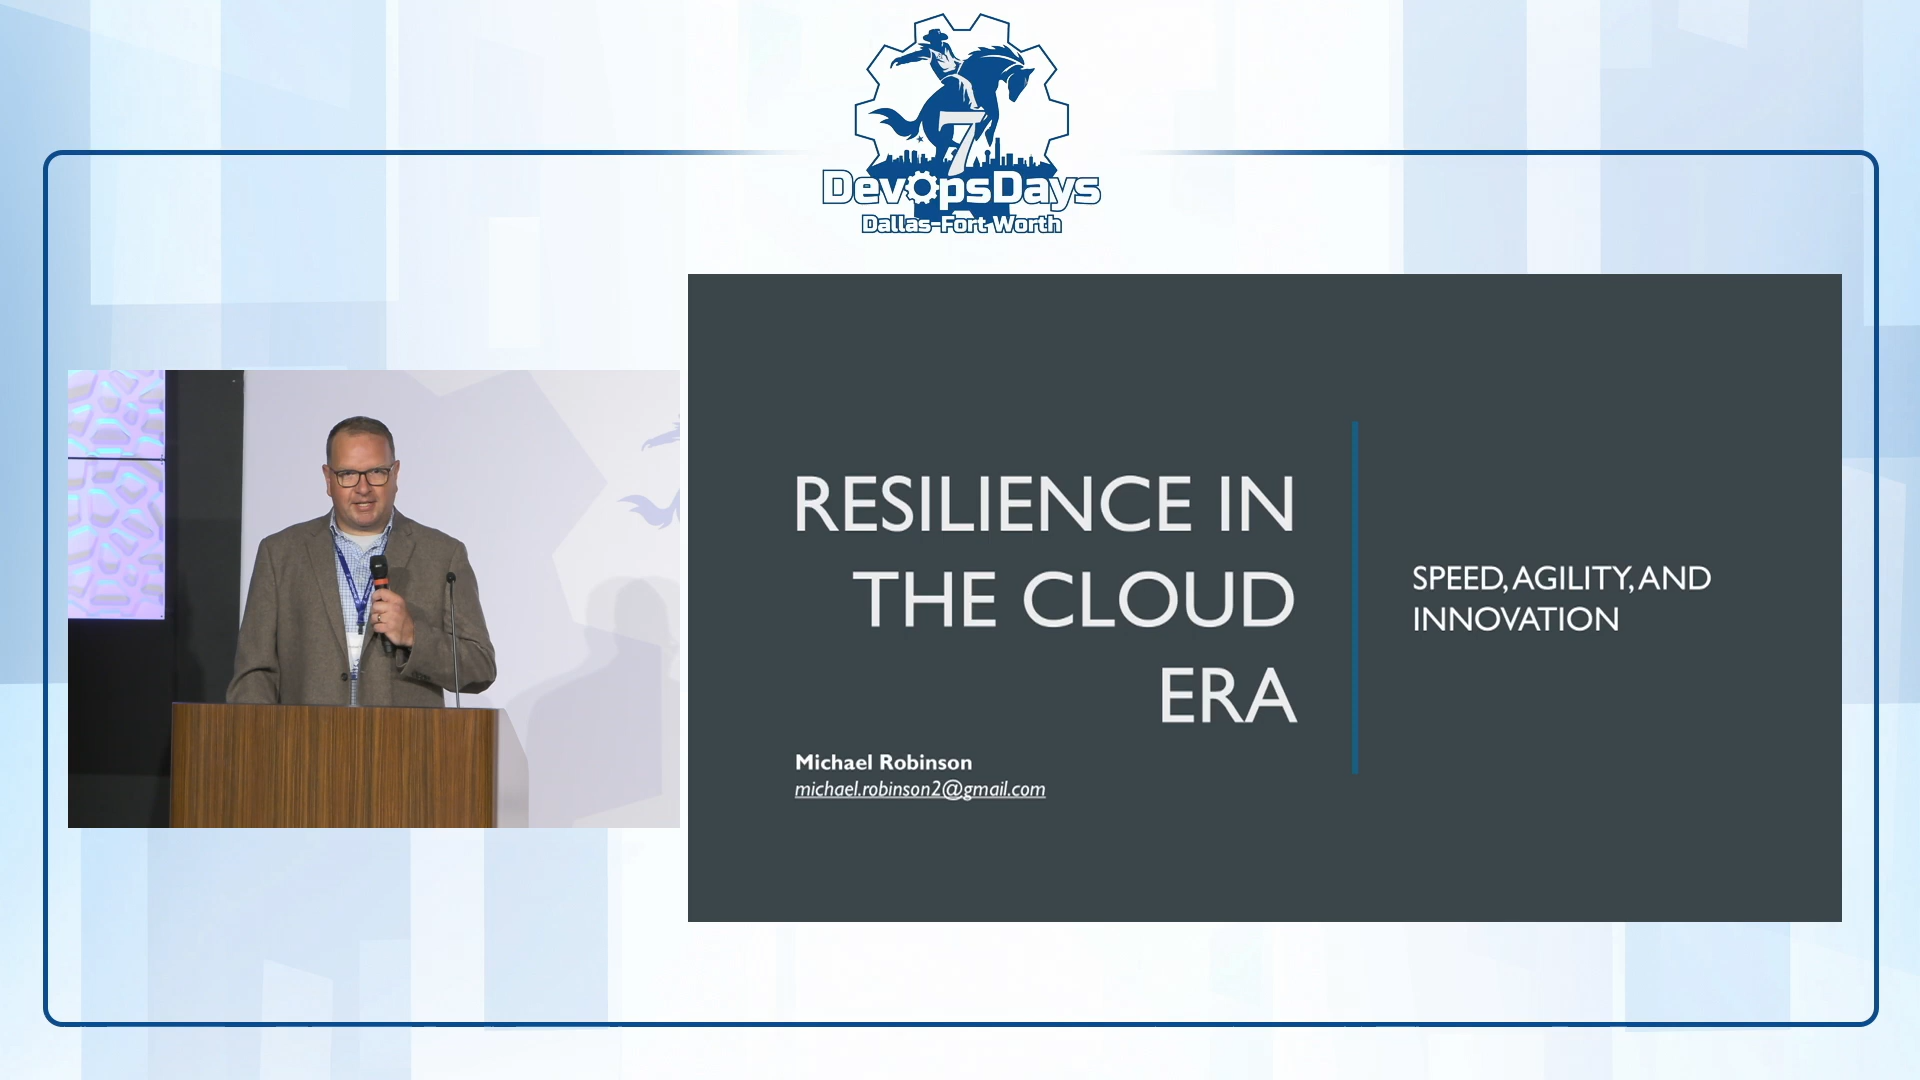 7
DevOpsDays
Dallas-Fort Worth
RESILIENCE IN
THE CLOUD
ERA
SPEED, AGILITY, AND
INNOVATION
Michael Robinson
michael.robinson2@gmail.com